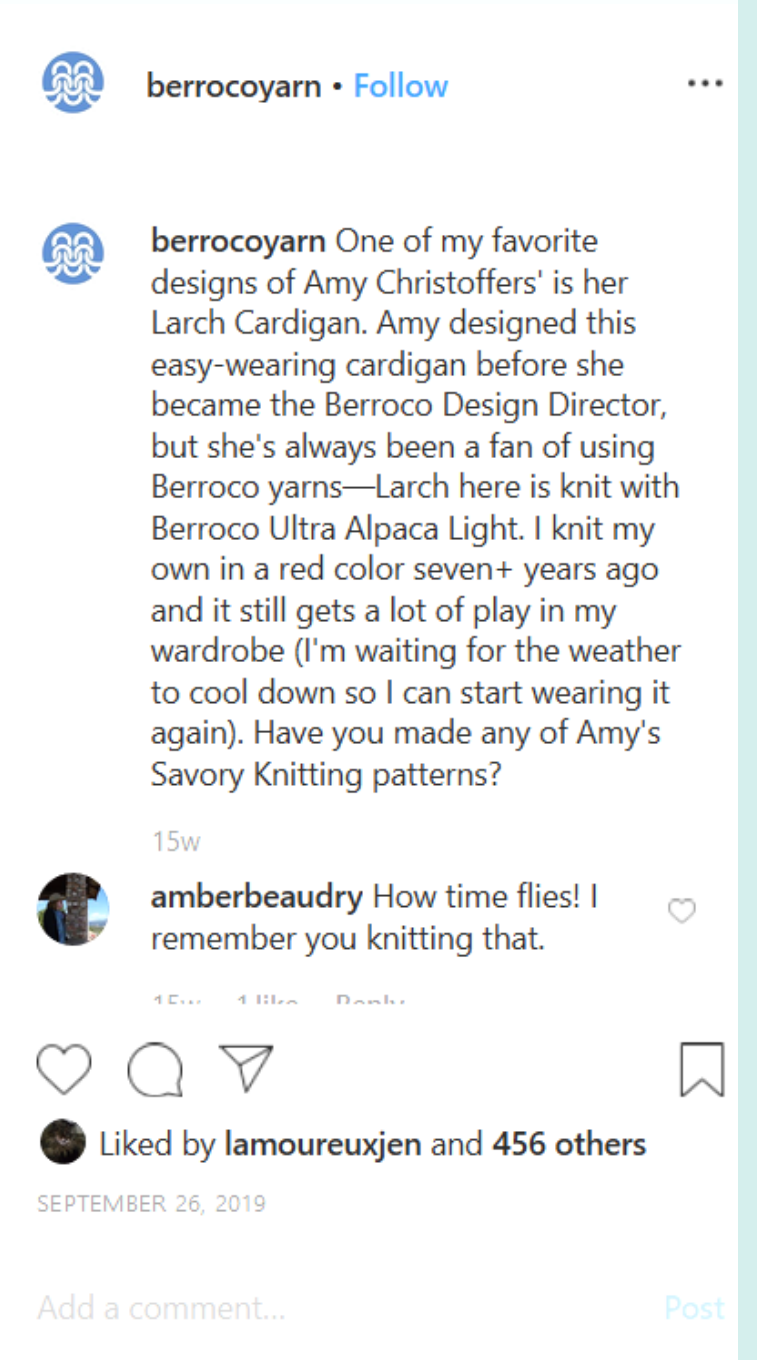 berrocoyarn • Follow
berrocoyarn One of my favorite
designs of Amy Christoffers' is her
Larch Cardigan. Amy designed this
easy-wearing cardigan before she
became the Berroco Design Director,
but she's always been a fan of using
Berroco yarns—Larch here is knit with
Berroco Ultra Alpaca Light. I knit my
own in a red color seven+ years ago
and it still gets a lot of play in my
wardrobe (I'm waiting for the weather
to cool down so I can start wearing it
again). Have you made any of Amy's
Savory Knitting patterns?
15w
amberbeaudry How time flies! I
remember you knitting that.
15w 1 like Reply
Liked by lamoureuxjen and 456 others
SEPTEMBER 26, 2019
Add a comment... Post